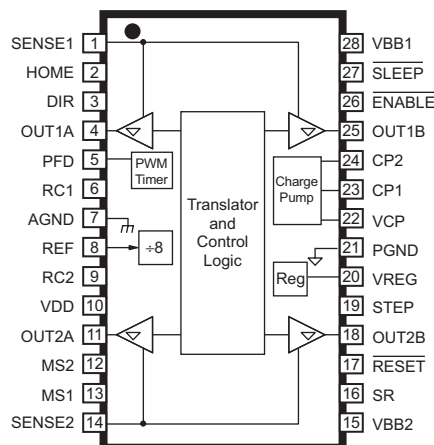 SENSE1 1 28 VBB1
HOME 2 27 SLEEP
DIR 3 26 ENABLE
OUT1A 4 25 OUT1B
PFD 5 PWM Timer 24 CP2
RC1 6 Charge Pump 23 CP1
AGND 7 Translator and Control Logic 22 VCP
REF 8 ÷8 21 PGND
RC2 9 Reg 20 VREG
VDD 10 19 STEP
OUT2A 11 18 OUT2B
MS2 12 17 RESET
MS1 13 16 SR
SENSE2 14 15 VBB2